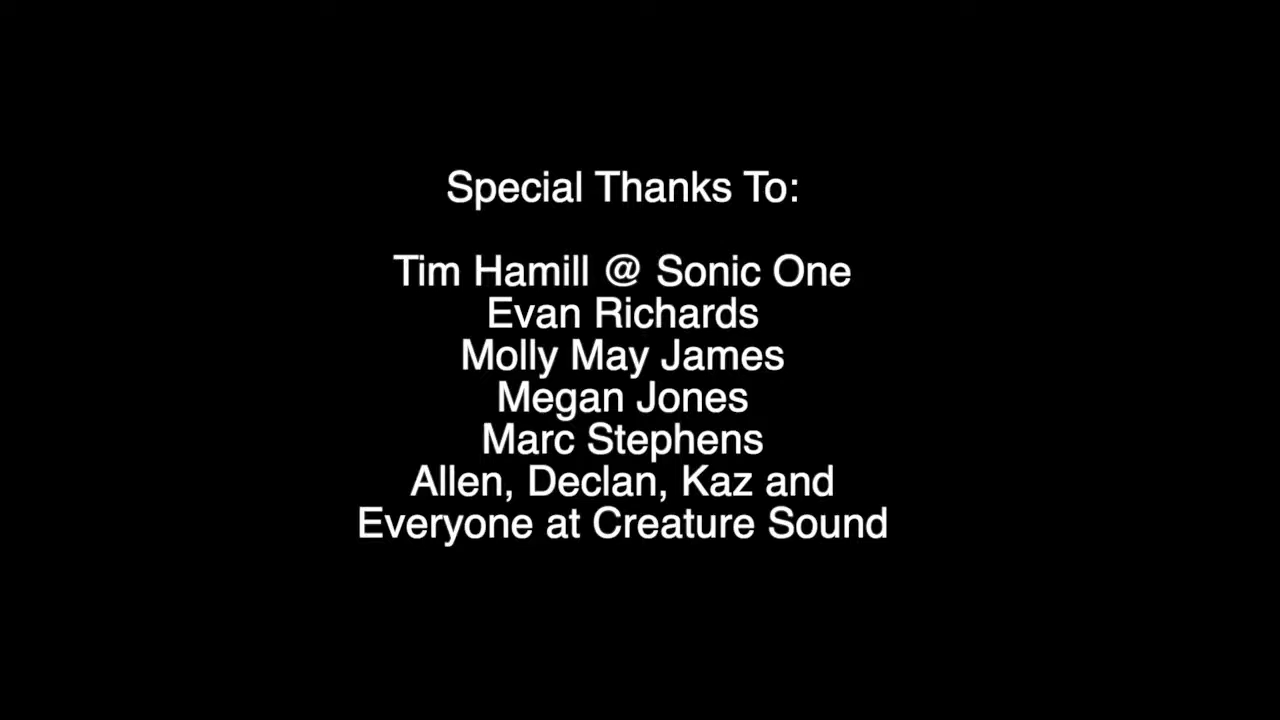 Special Thanks To:
Tim Hamill @ Sonic One
Evan Richards
Molly May James
Megan Jones
Marc Stephens
Allen, Declan, Kaz and
Everyone at Creature Sound